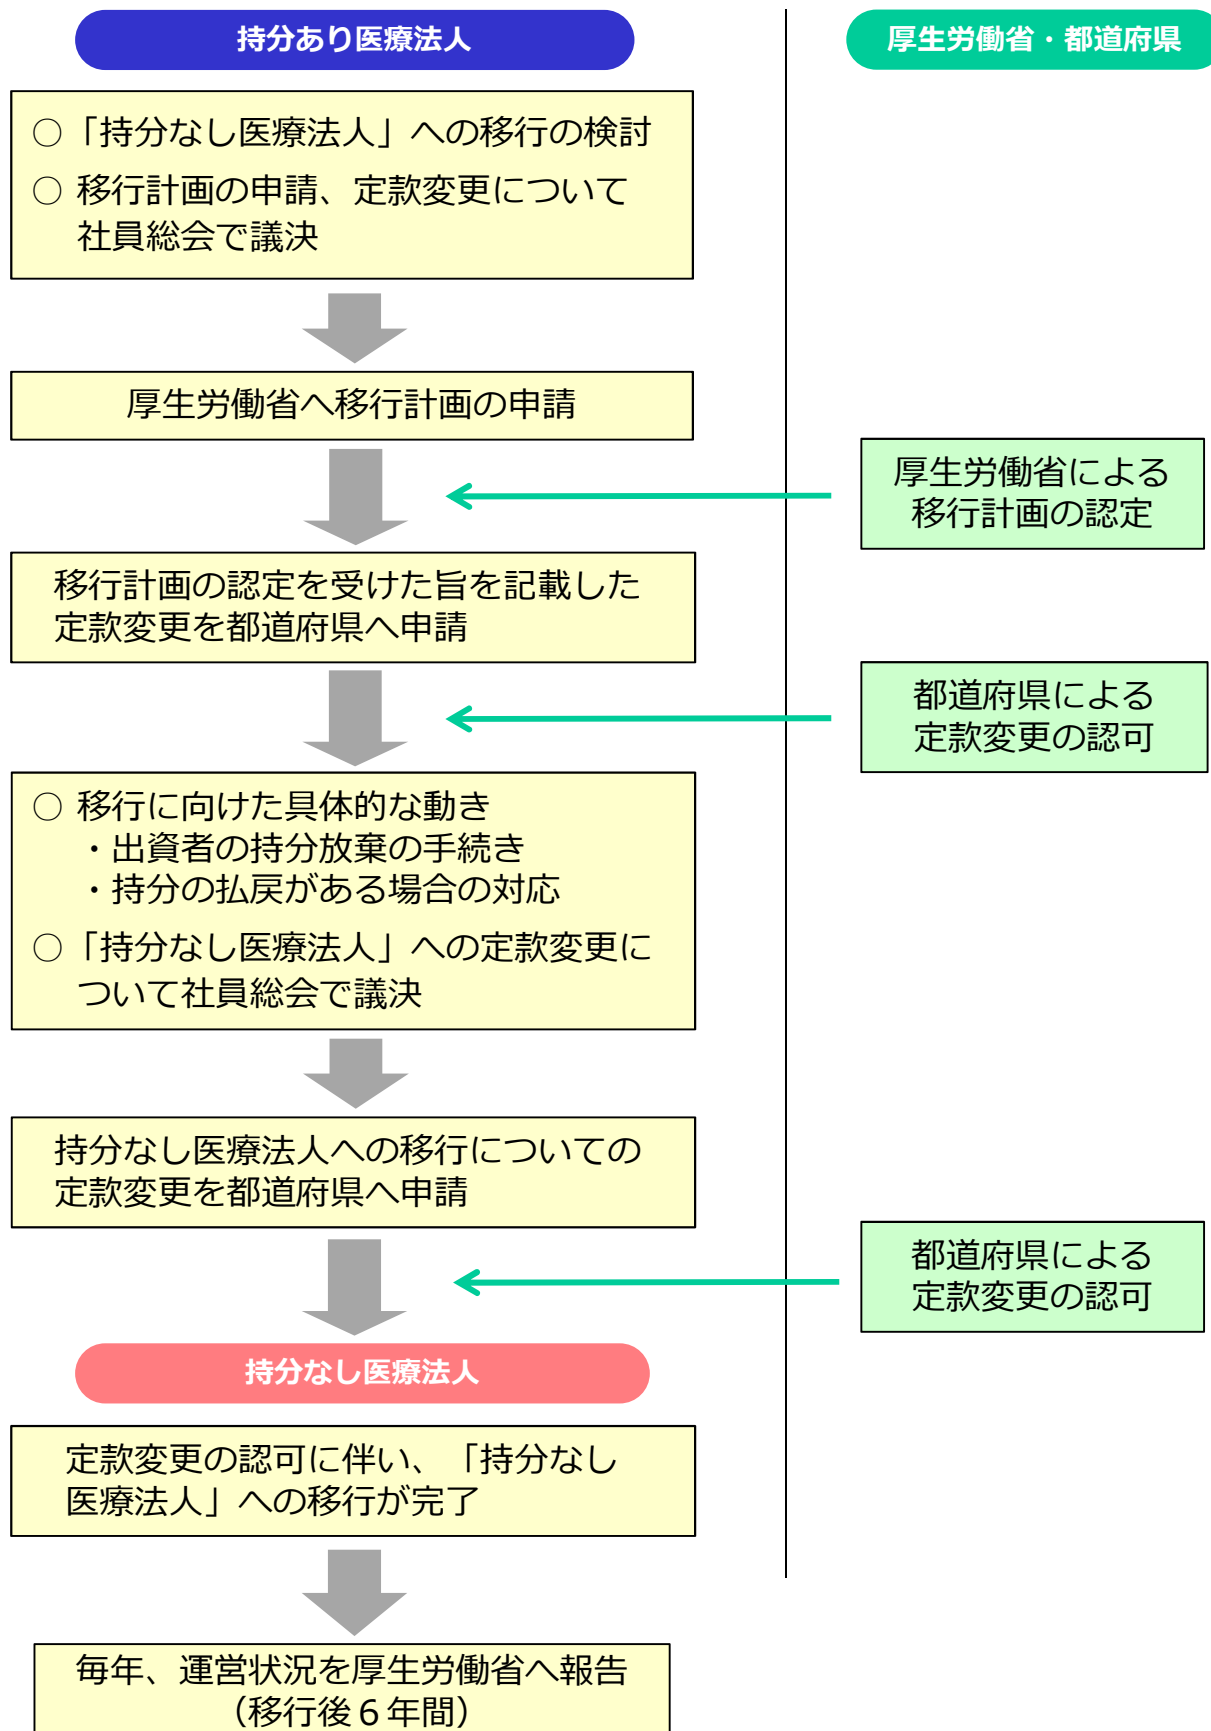 持分あり医療法人
厚生労働省・都道府県
○「持分なし医療法人」への移行の検討
○ 移行計画の申請、定款変更について
社員総会で議決
厚生労働省へ移行計画の申請
厚生労働省による
移行計画の認定
移行計画の認定を受けた旨を記載した
定款変更を都道府県へ申請
都道府県による
定款変更の認可
○ 移行に向けた具体的な動き
・出資者の持分放棄の手続き
・持分の払戻がある場合の対応
○「持分なし医療法人」への定款変更に
ついて社員総会で議決
持分なし医療法人への移行についての
定款変更を都道府県へ申請
都道府県による
定款変更の認可
持分なし医療法人
定款変更の認可に伴い、「持分なし
医療法人」への移行が完了
毎年、運営状況を厚生労働省へ報告
（移行後６年間）